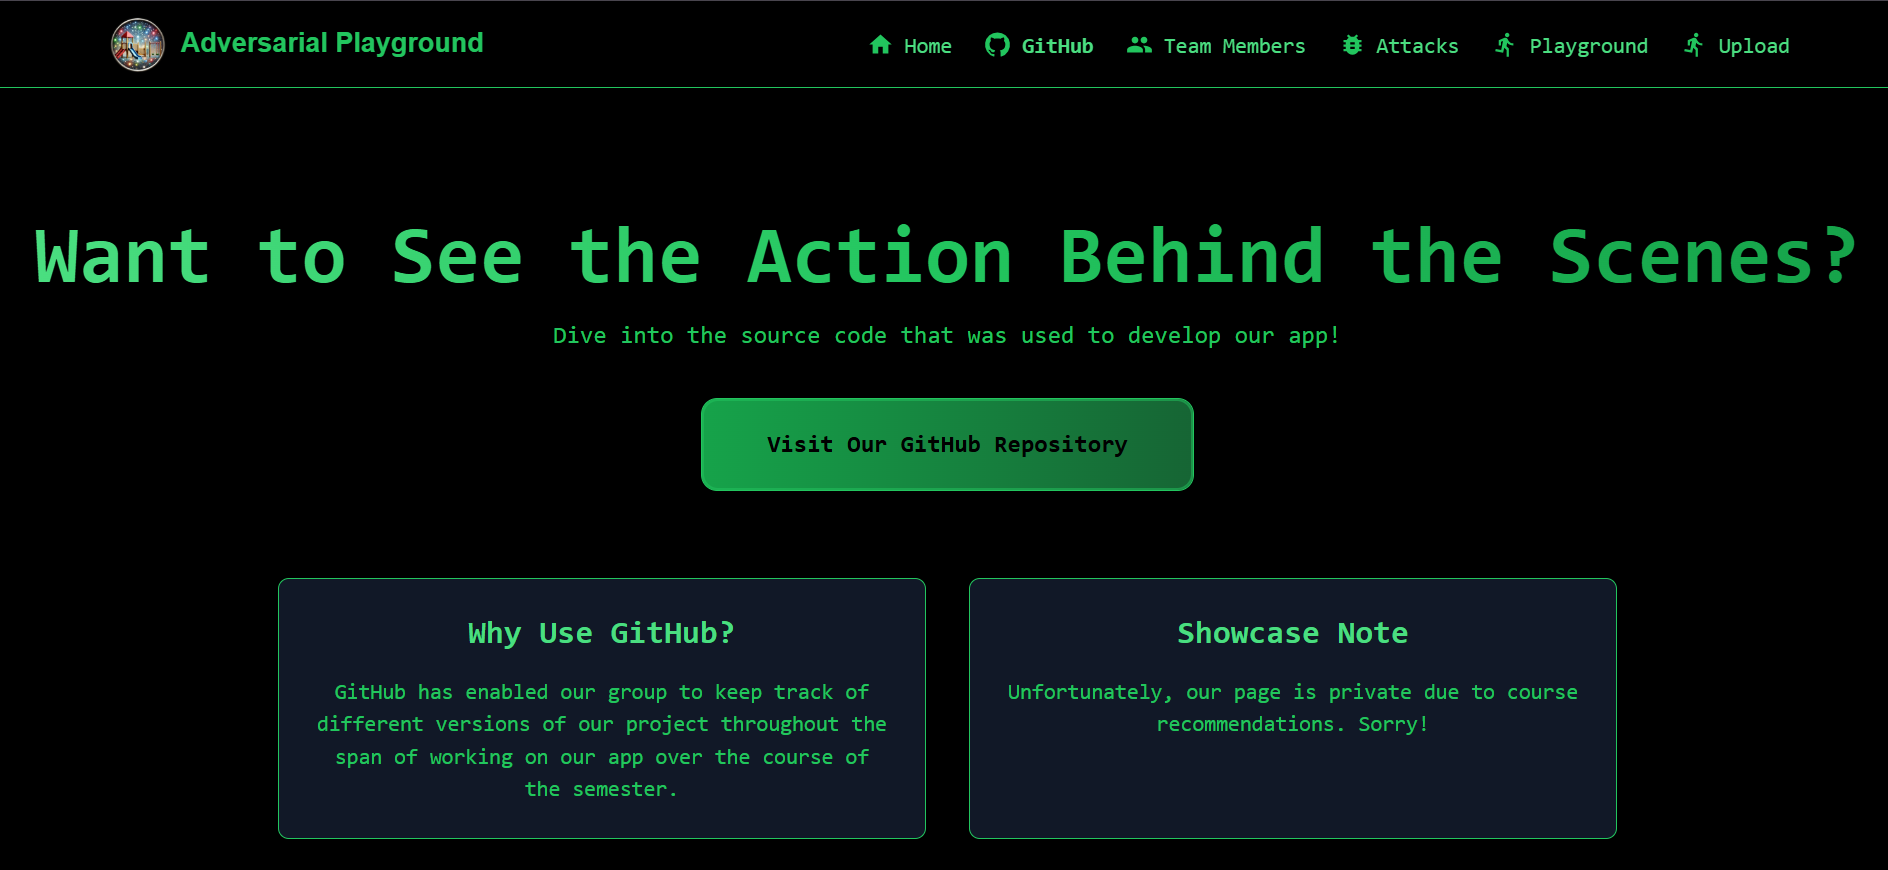 Adversarial Playground
Home
GitHub
Team Members
Attacks
Playground
Upload
Want to See the Action Behind the Scenes?
Dive into the source code that was used to develop our app!
Visit Our GitHub Repository
Why Use GitHub?
GitHub has enabled our group to keep track of
different versions of our project throughout the
span of working on our app over the course of
the semester.
Showcase Note
Unfortunately, our page is private due to course
recommendations. Sorry!